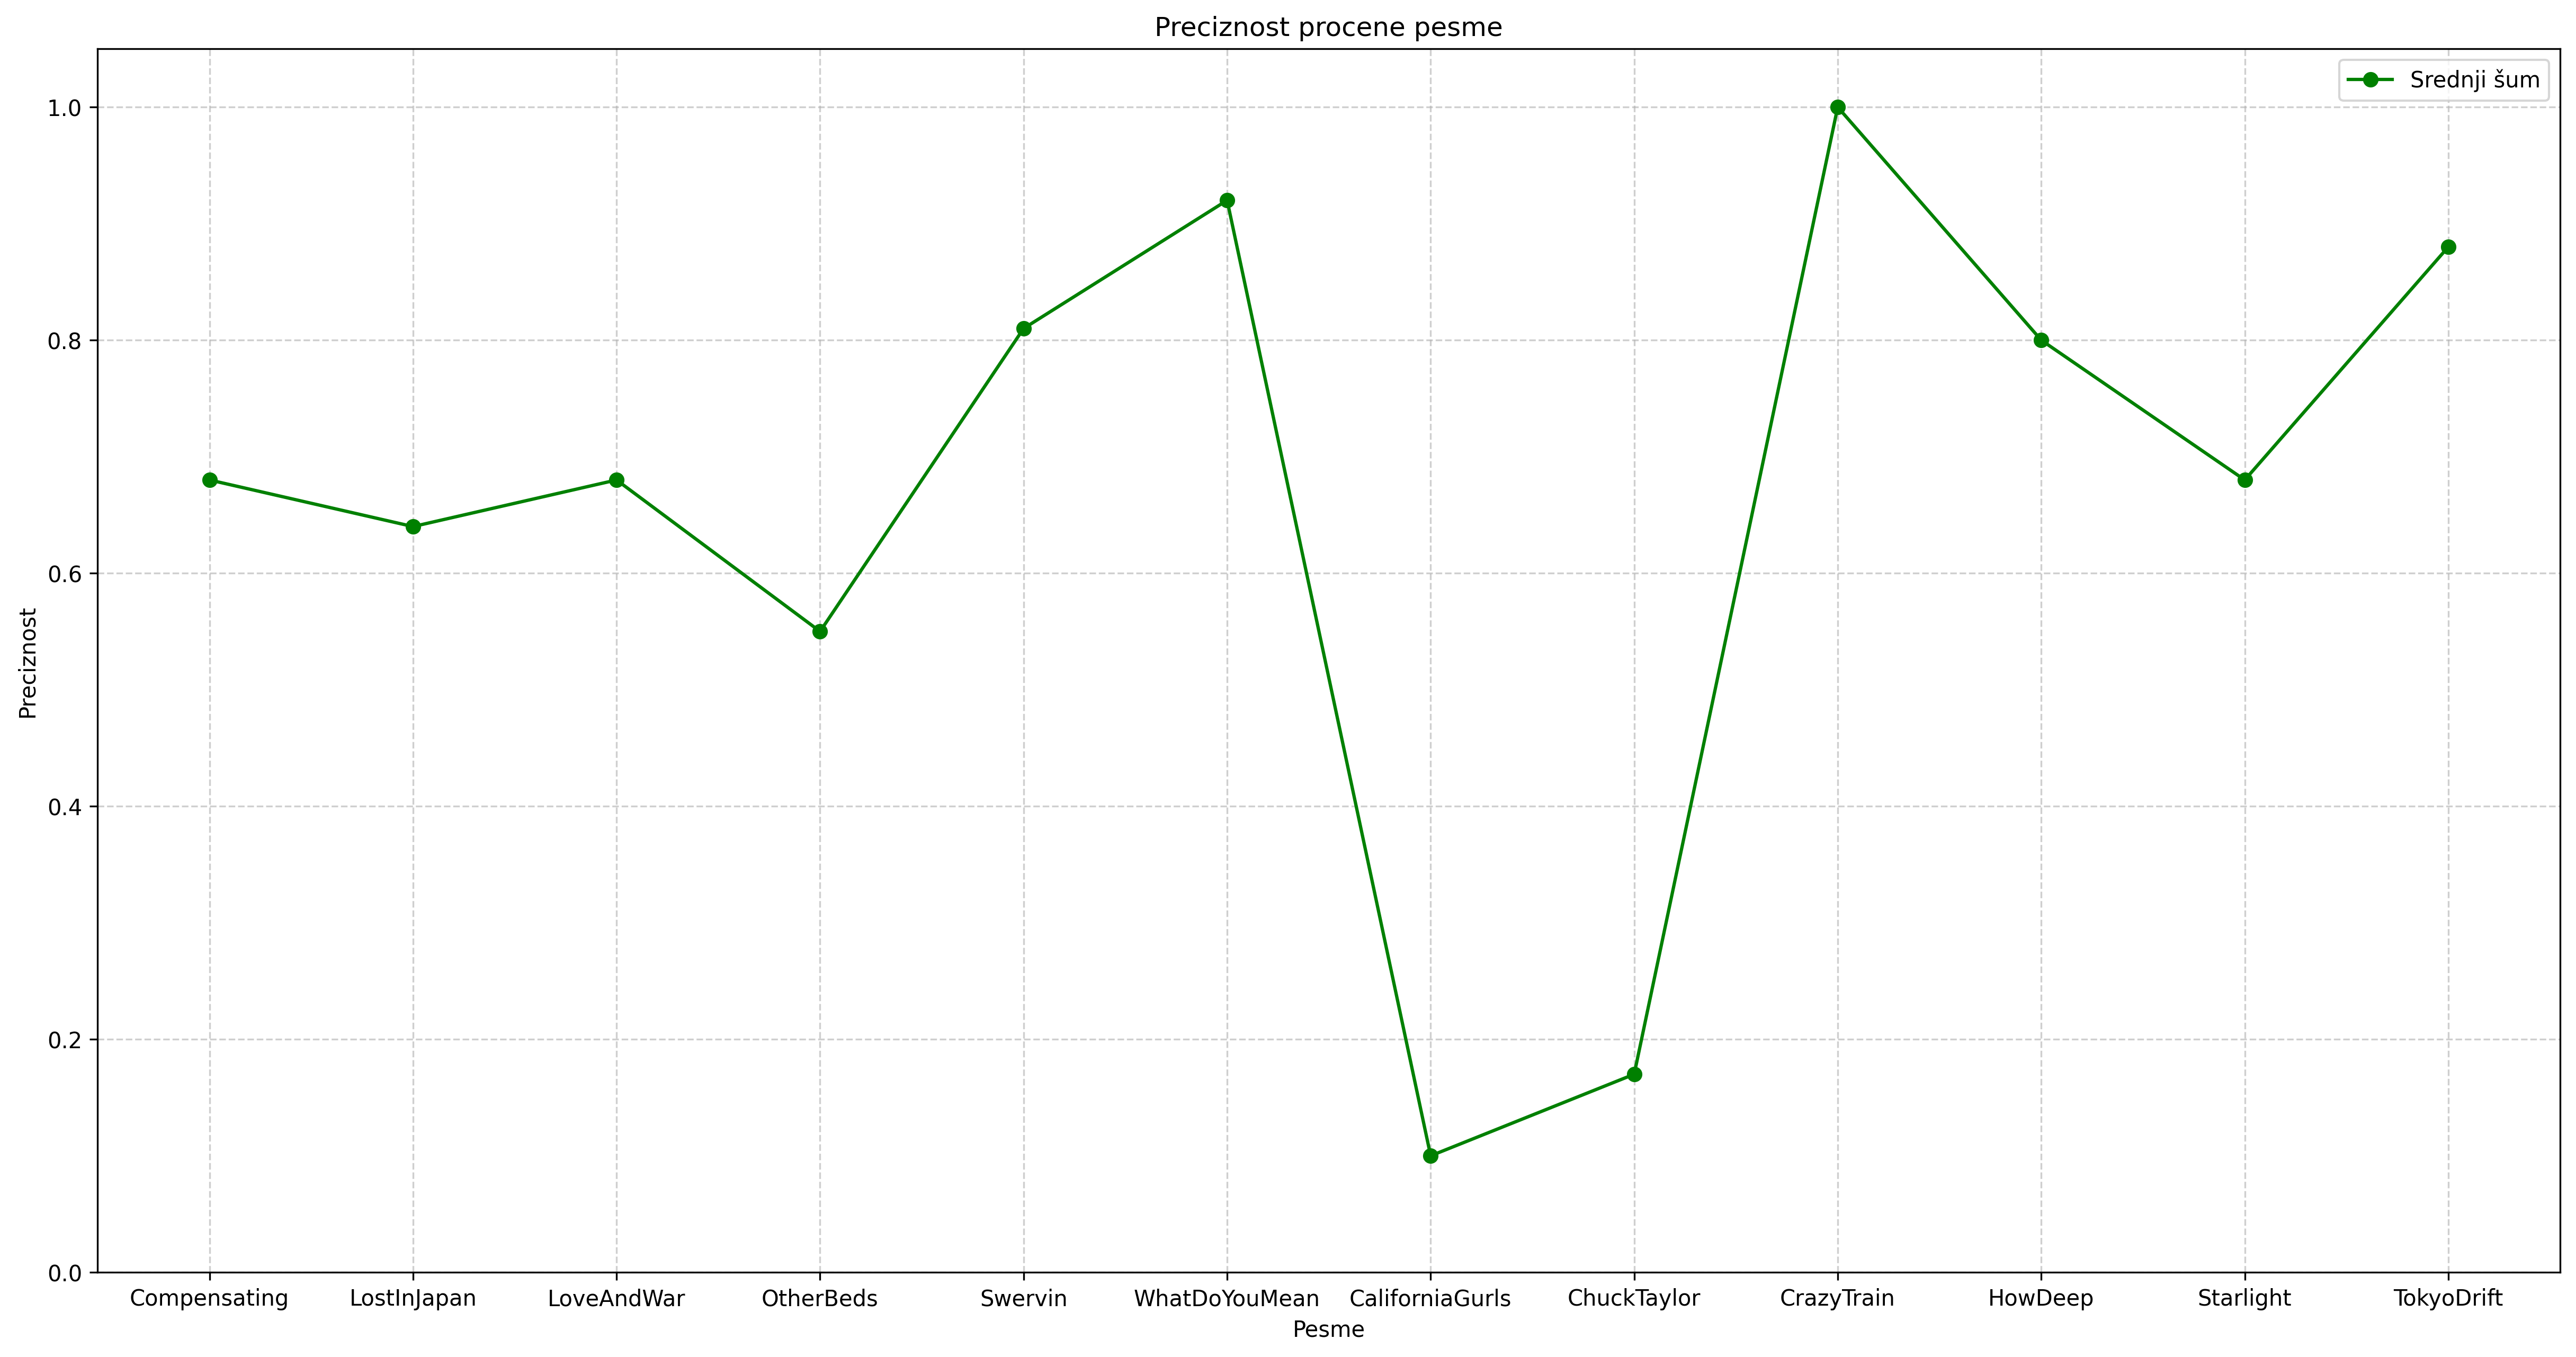 Preciznost procene pesme
Srednji šum
1.0
0.8
0.6
0.4
0.2
0.0
Preciznost
Compensating LostInJapan LoveAndWar OtherBeds Swervin WhatDoYouMean CaliforniaGurls ChuckTaylor CrazyTrain HowDeep Starlight TokyoDrift
Pesme